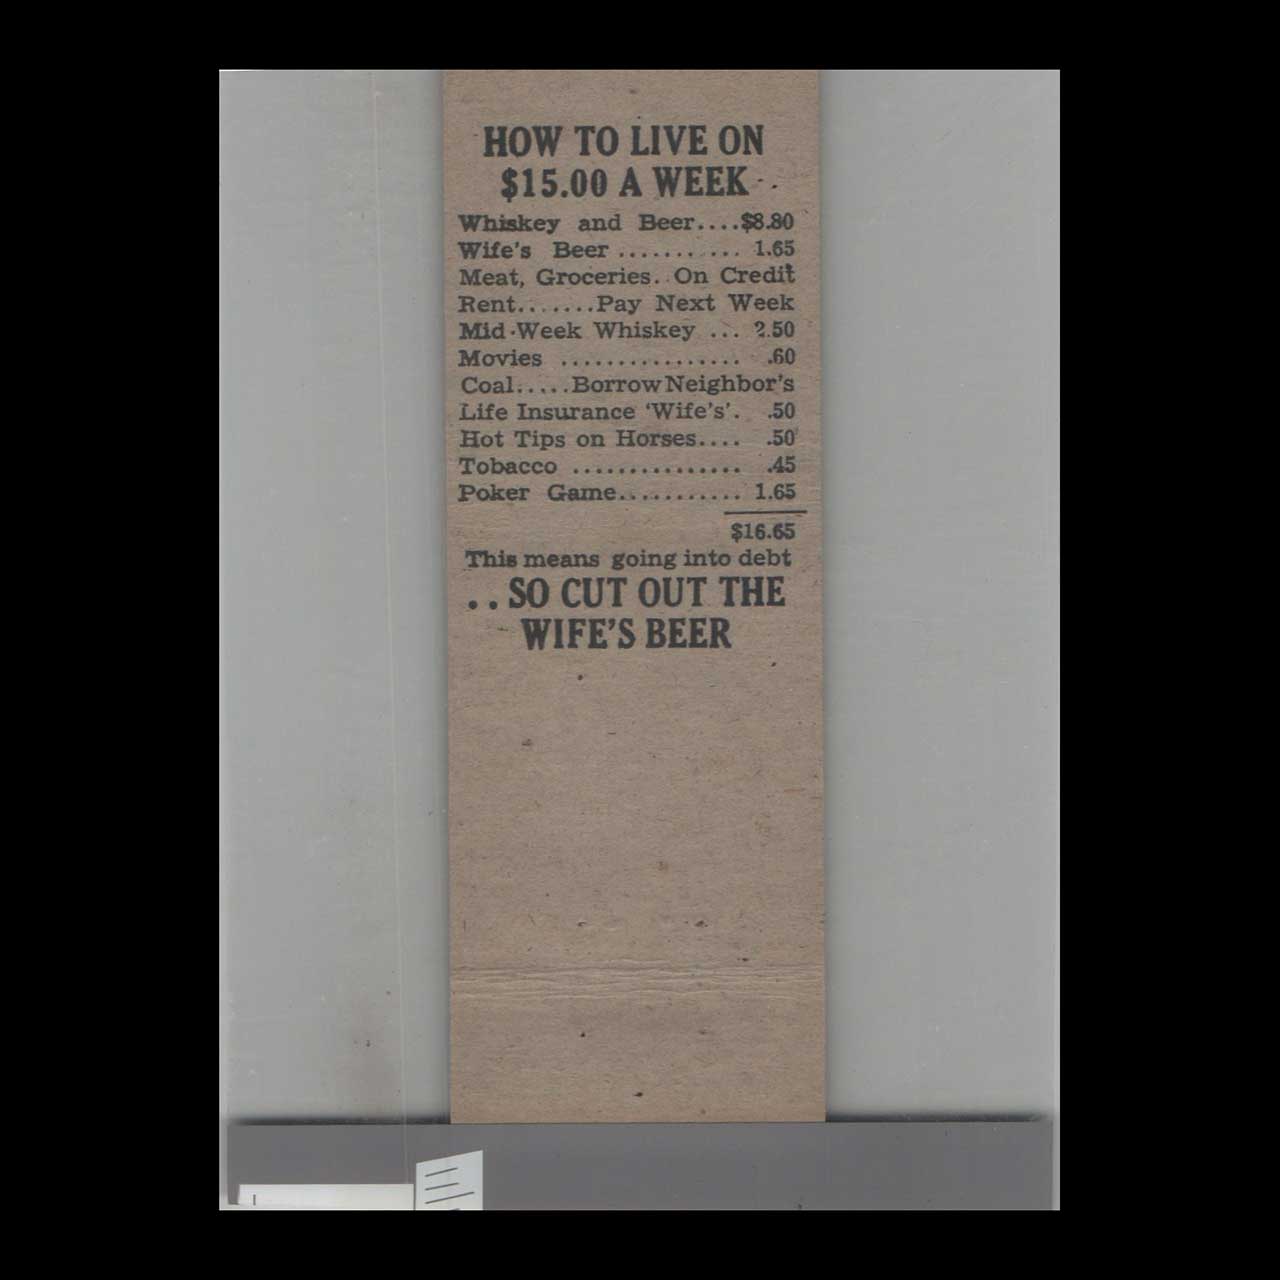 HOW TO LIVE ON
$15.00 A WEEK
Whiskey and Beer....$8.80
Wife's Beer ........... 1.65
Meat, Groceries. On Credit
Rent.......Pay Next Week
Mid-Week Whiskey ... 2.50
Movies ................ .60
Coal.....Borrow Neighbor's
Life Insurance 'Wife's'. .50
Hot Tips on Horses.... .50
Tobacco ............... .45
Poker Game........... 1.65
$16.65
This means going into debt
..SO CUT OUT THE
WIFE'S BEER